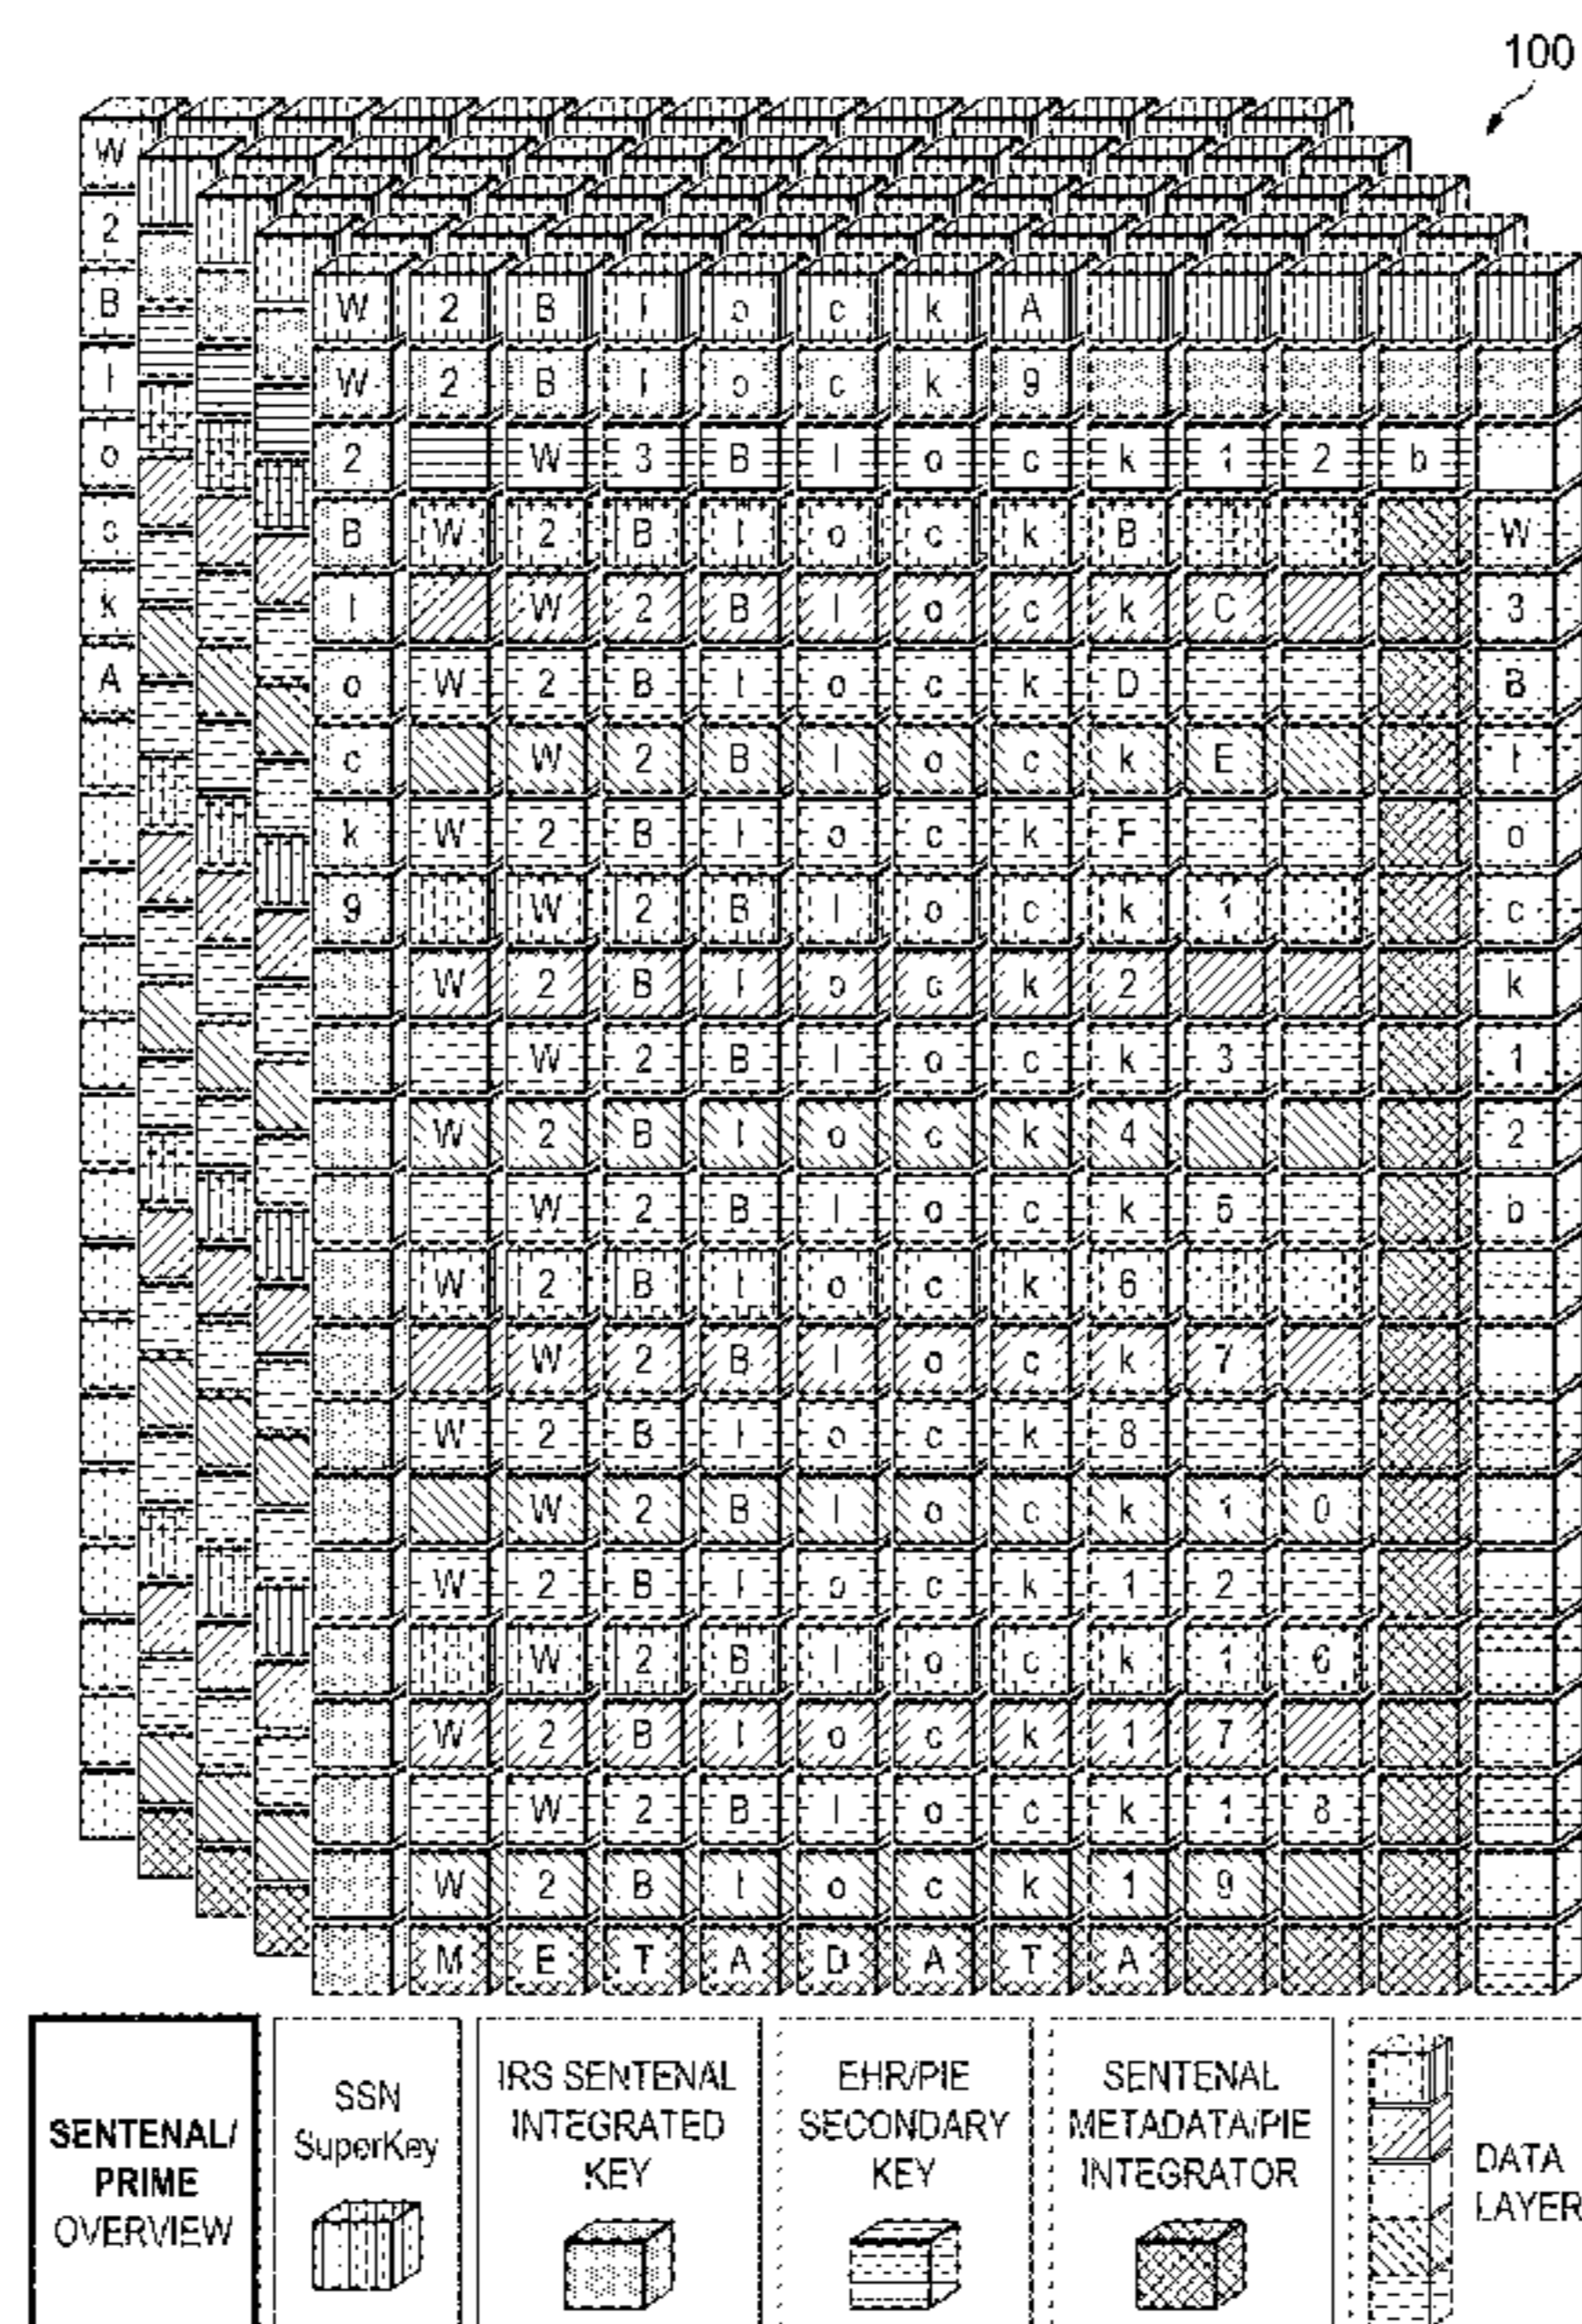 100
W 2 B l o c k A
W 2 B l o c k A
W 2 B l o c k 9
2 W 3 B l o c k 1 2 b
B W 2 B l o c k B W
l W 2 B l o c k C 3
o W 2 B l o c k D B
c W 2 B l o c k E l
k W 2 B l o c k F o
9 W 2 B l o c k 1 c
W 2 B l o c k 2 k
W 2 B l o c k 3 1
W 2 B l o c k 4 2
W 2 B l o c k b
W 2 B l o c k 6
W 2 B l o c k 7
W 2 B l o c k 8
W 2 B l o c k 1 0
W 2 B l o c k 1 2
W 2 B l o c k 1 6
W 2 B l o c k 1 7
W 2 B l o c k 1 8
W 2 B l o c k 1 9
M E T A D A T A
SENTENAL/
PRIME
OVERVIEW
SSN
SuperKey
IRS SENTENAL
INTEGRATED
KEY
EHR/PIE
SECONDARY
KEY
SENTENAL
METADATA/PIE
INTEGRATOR
DATA
LAYER